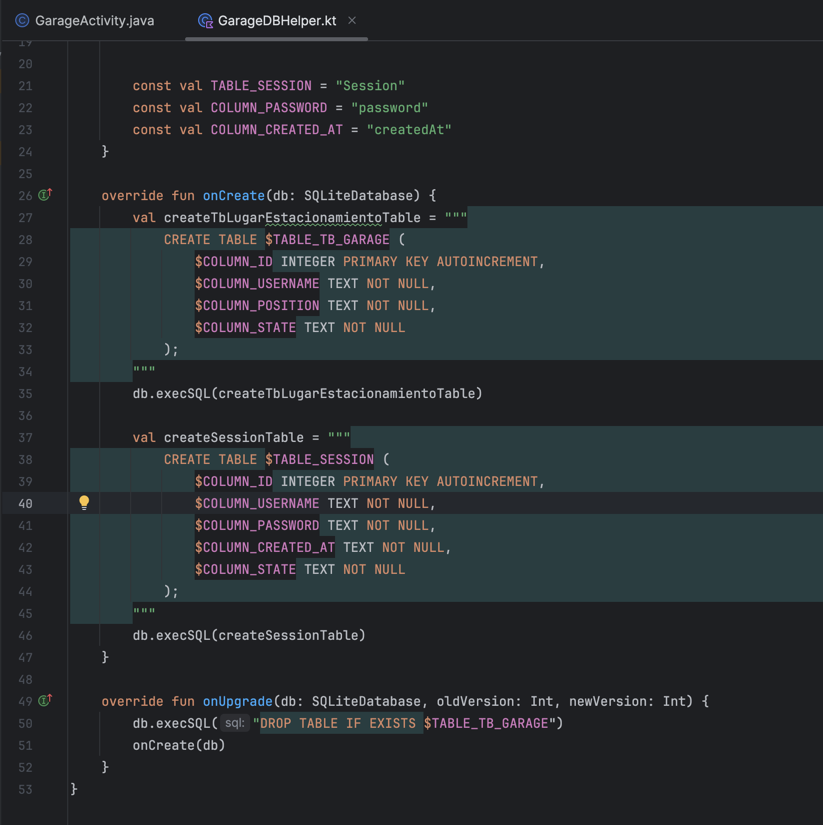 GarageActivity.java GarageDBHelper.kt
19
20
21 const val TABLE_SESSION = "Session"
22 const val COLUMN_PASSWORD = "password"
23 const val COLUMN_CREATED_AT = "createdAt"
24 }
25
26 override fun onCreate(db: SQLiteDatabase) {
27 val createTbLugarEstacionamientoTable = """
28 CREATE TABLE $TABLE_TB_GARAGE (
29 $COLUMN_ID INTEGER PRIMARY KEY AUTOINCREMENT,
30 $COLUMN_USERNAME TEXT NOT NULL,
31 $COLUMN_POSITION TEXT NOT NULL,
32 $COLUMN_STATE TEXT NOT NULL
33 );
34 """
35 db.execSQL(createTbLugarEstacionamientoTable)
36
37 val createSessionTable = """
38 CREATE TABLE $TABLE_SESSION (
39 $COLUMN_ID INTEGER PRIMARY KEY AUTOINCREMENT,
40 $COLUMN_USERNAME TEXT NOT NULL,
41 $COLUMN_PASSWORD TEXT NOT NULL,
42 $COLUMN_CREATED_AT TEXT NOT NULL,
43 $COLUMN_STATE TEXT NOT NULL
44 );
45 """
46 db.execSQL(createSessionTable)
47 }
48
49 override fun onUpgrade(db: SQLiteDatabase, oldVersion: Int, newVersion: Int) {
50 db.execSQL( sql: "DROP TABLE IF EXISTS $TABLE_TB_GARAGE")
51 onCreate(db)
52 }
53 }